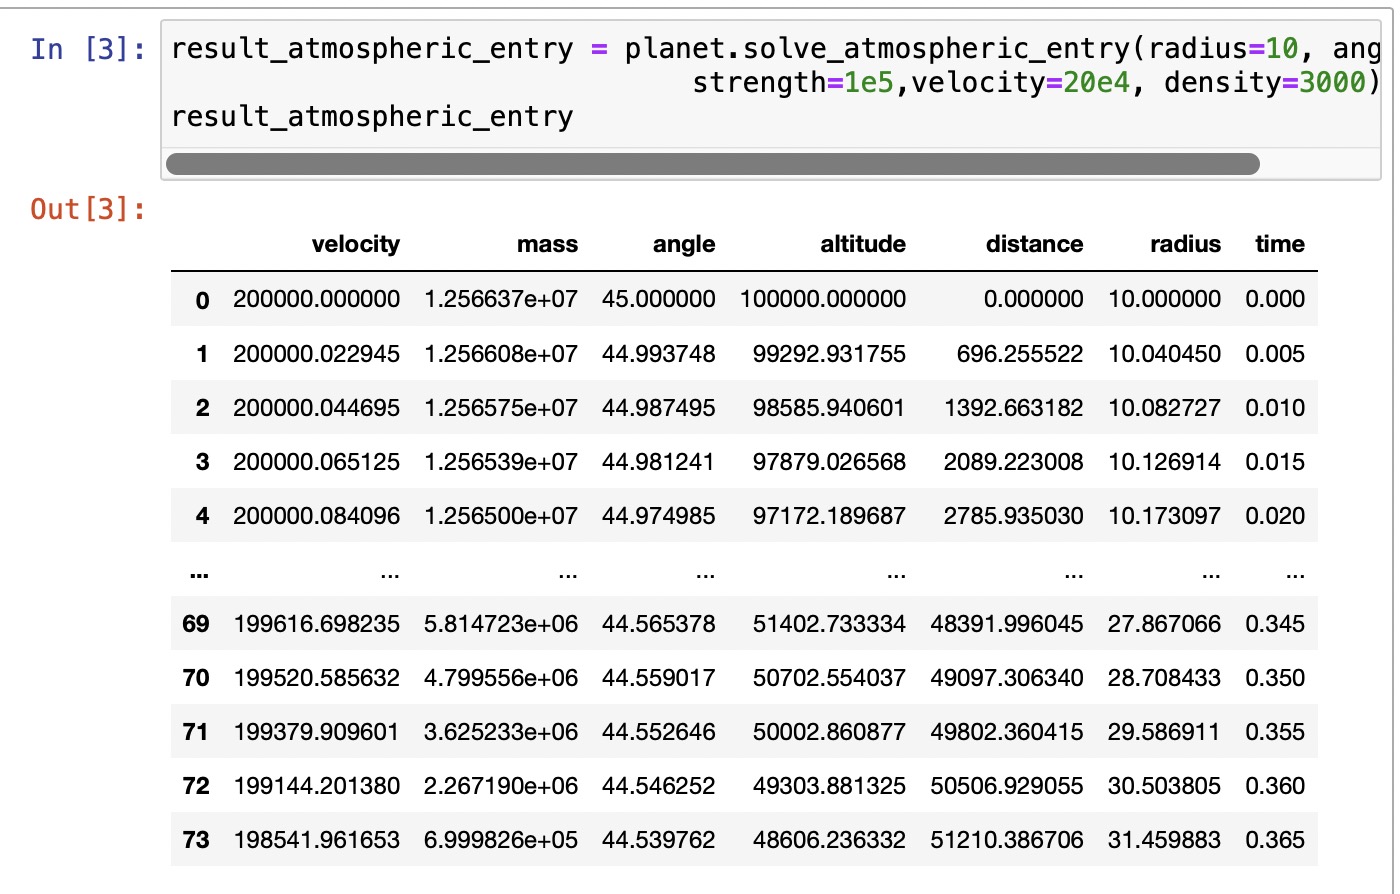 In [3]: result_atmospheric_entry = planet.solve_atmospheric_entry(radius=10, ang
strength=1e5,velocity=20e4, density=3000)
result_atmospheric_entry
Out[3]:
velocity mass angle altitude distance radius time
0 200000.000000 1.256637e+07 45.000000 100000.000000 0.000000 10.000000 0.000
1 200000.022945 1.256608e+07 44.993748 99292.931755 696.255522 10.040450 0.005
2 200000.044695 1.256575e+07 44.987495 98585.940601 1392.663182 10.082727 0.010
3 200000.065125 1.256539e+07 44.981241 97879.026568 2089.223008 10.126914 0.015
4 200000.084096 1.256500e+07 44.974985 97172.189687 2785.935030 10.173097 0.020
... ... ... ... ... ... ... ...
69 199616.698235 5.814723e+06 44.565378 51402.733334 48391.996045 27.867066 0.345
70 199520.585632 4.799556e+06 44.559017 50702.554037 49097.306340 28.708433 0.350
71 199379.909601 3.625233e+06 44.552646 50002.860877 49802.360415 29.586911 0.355
72 199144.201380 2.267190e+06 44.546252 49303.881325 50506.929055 30.503805 0.360
73 198541.961653 6.999826e+05 44.539762 48606.236332 51210.386706 31.459883 0.365